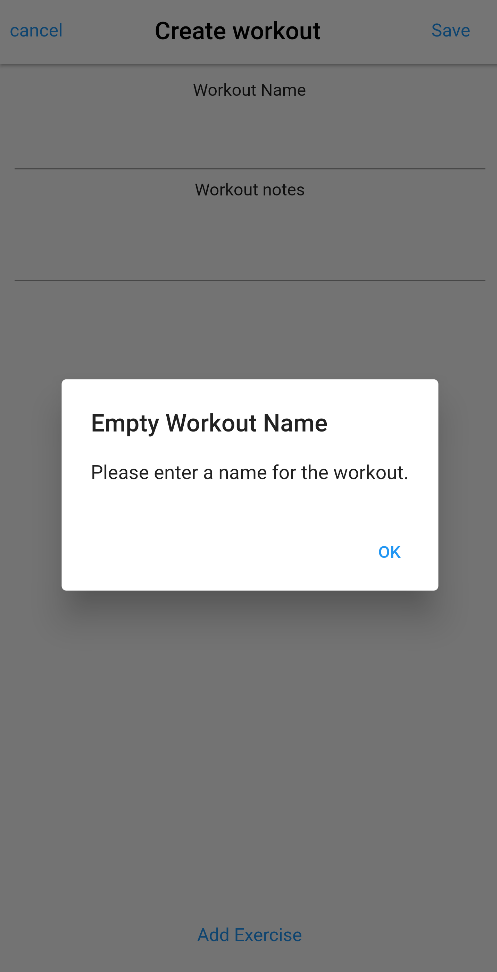 cancel Create workout Save
Workout Name
Workout notes
Empty Workout Name
Please enter a name for the workout.
OK
Add Exercise